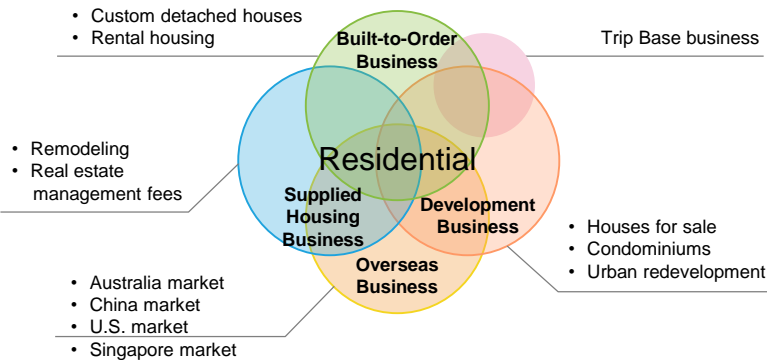 • Custom detached houses
• Rental housing
Built-to-Order
Business
Trip Base business
• Remodeling
• Real estate
management fees
Residential
Supplied
Housing
Business
Development
Business
• Houses for sale
• Condominiums
• Urban redevelopment
Overseas
Business
• Australia market
• China market
• U.S. market
• Singapore market